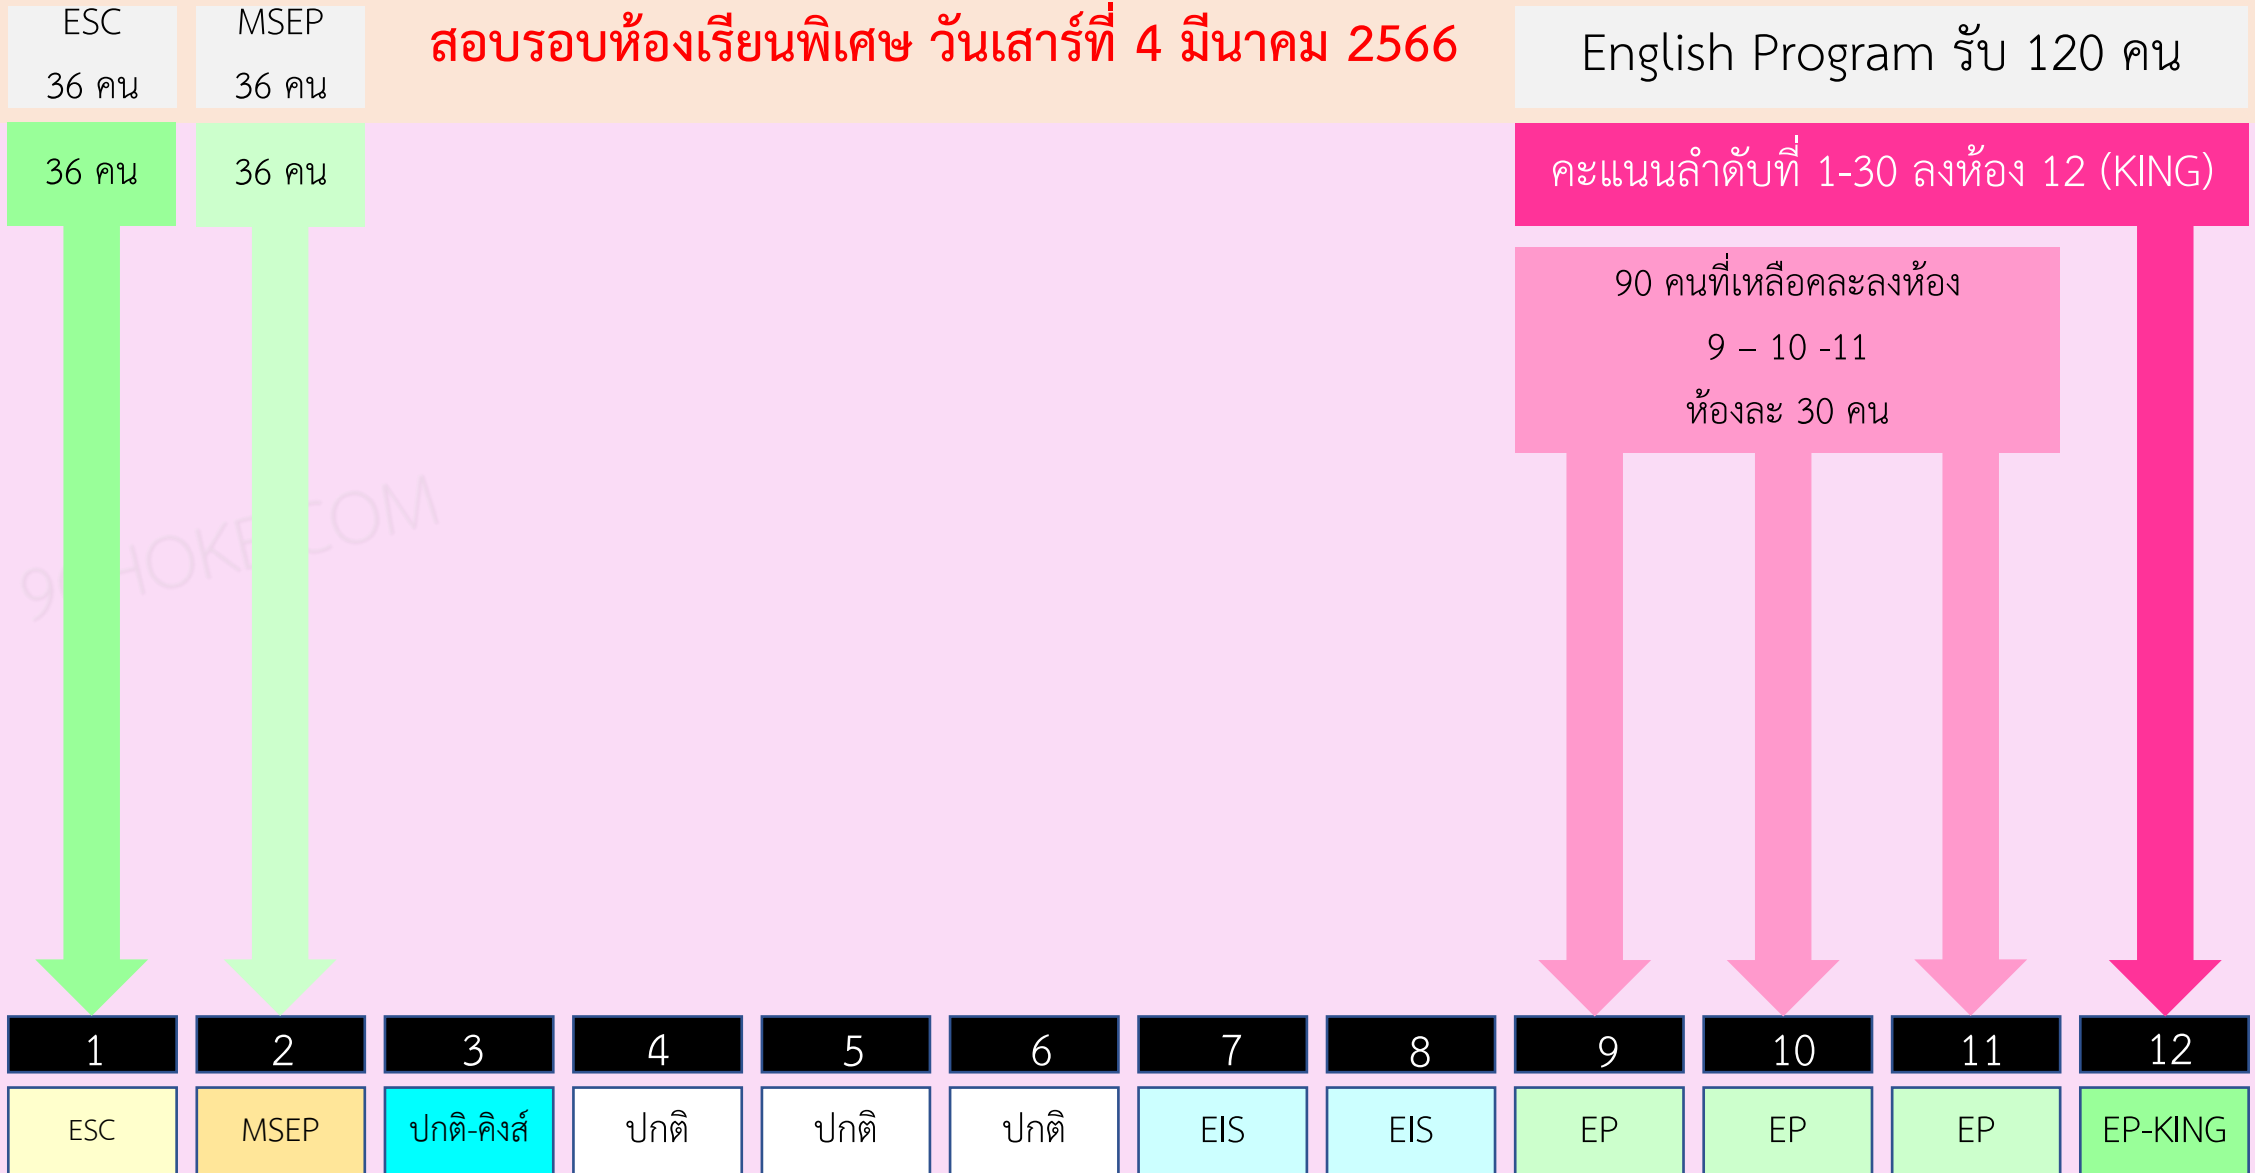 ESC
36 คน
MSEP
36 คน
สอบรอบห้องเรียนพิเศษ วันเสาร์ที่ 4 มีนาคม 2566
English Program รับ 120 คน
36 คน
36 คน
คะแนนลำดับที่ 1-30 ลงห้อง 12 (KING)
90 คนที่เหลือคละลงห้อง
9 – 10 -11
ห้องละ 30 คน
1 2 3 4 5 6 7 8 9 10 11 12
ESC MSEP ปกติ-คิงส์ ปกติ ปกติ ปกติ EIS EIS EP EP EP EP-KING